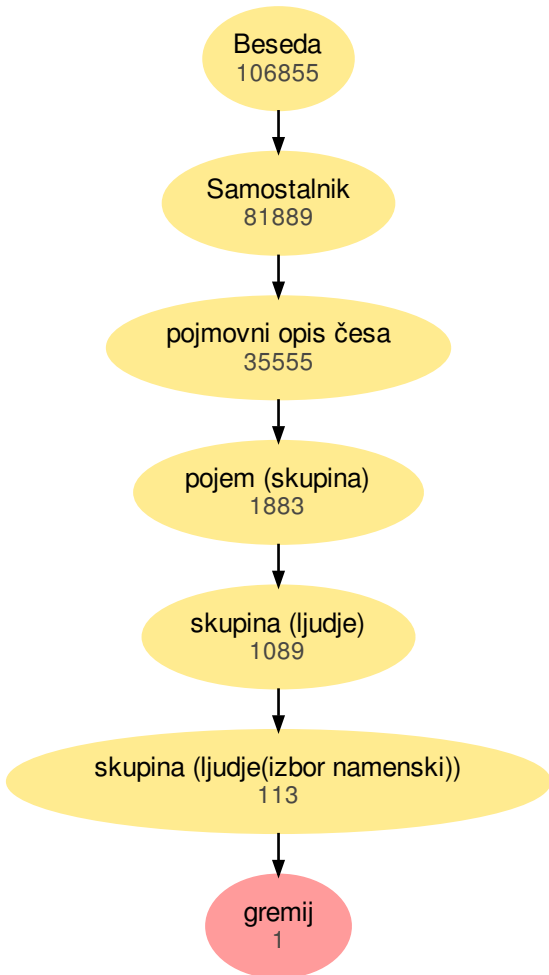 Beseda
106855
Samostalnik
81889
pojmovni opis česa
35555
pojem (skupina)
1883
skupina (ljudje)
1089
skupina (ljudje(izbor namenski))
113
gremij
1